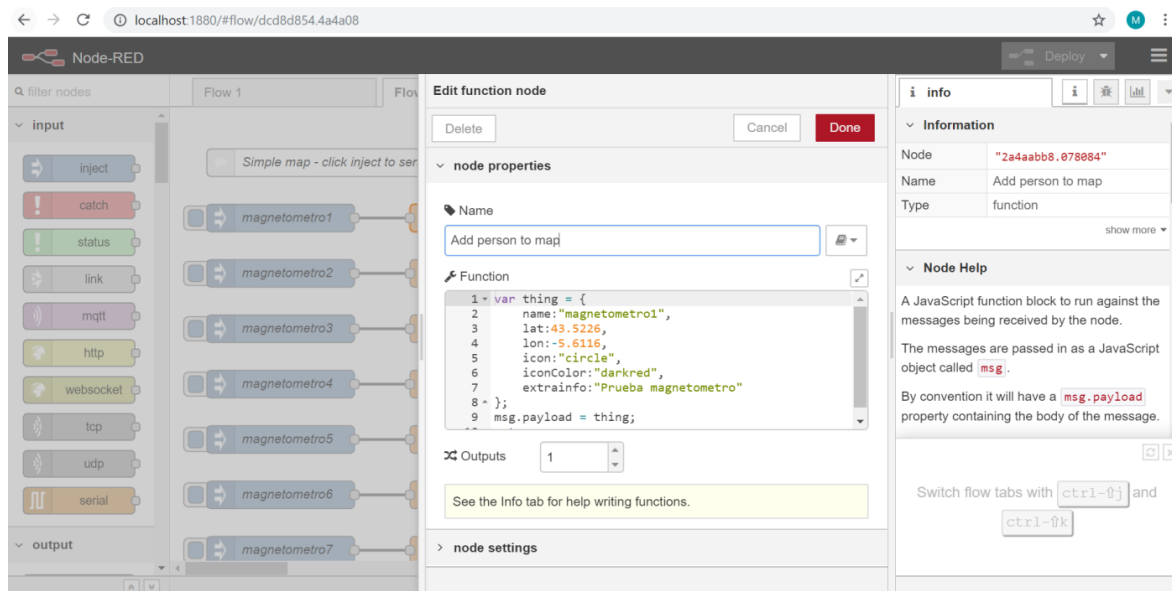 localhost:1880/#flow/dcd8d854.4a4a08
M
Node-RED
Deploy
filter nodes
input
inject
catch
status
link
mqtt
http
websocket
tcp
udp
serial
output
Flow 1
Flow
Simple map - click inject to ser
magnetometro1
magnetometro2
magnetometro3
magnetometro4
magnetometro5
magnetometro6
magnetometro7
Edit function node
Delete
Cancel
Done
node properties
Name
Add person to map
Function
1 var thing = {
2 name:"magnetometro1",
3 lat:43.5226,
4 lon:-5.6116,
5 icon:"circle",
6 iconColor:"darkred",
7 extrainfo:"Prueba magnetometro"
8 };
9 msg.payload = thing;
Outputs
1
See the Info tab for help writing functions.
node settings
i info
i
Information
Node "2a4aabb8.078084"
Name Add person to map
Type function
show more
Node Help
A JavaScript function block to run against the
messages being received by the node.
The messages are passed in as a JavaScript
object called msg .
By convention it will have a msg.payload
property containing the body of the message.
Switch flow tabs with ctrl-⇧j and
ctrl-⇧k